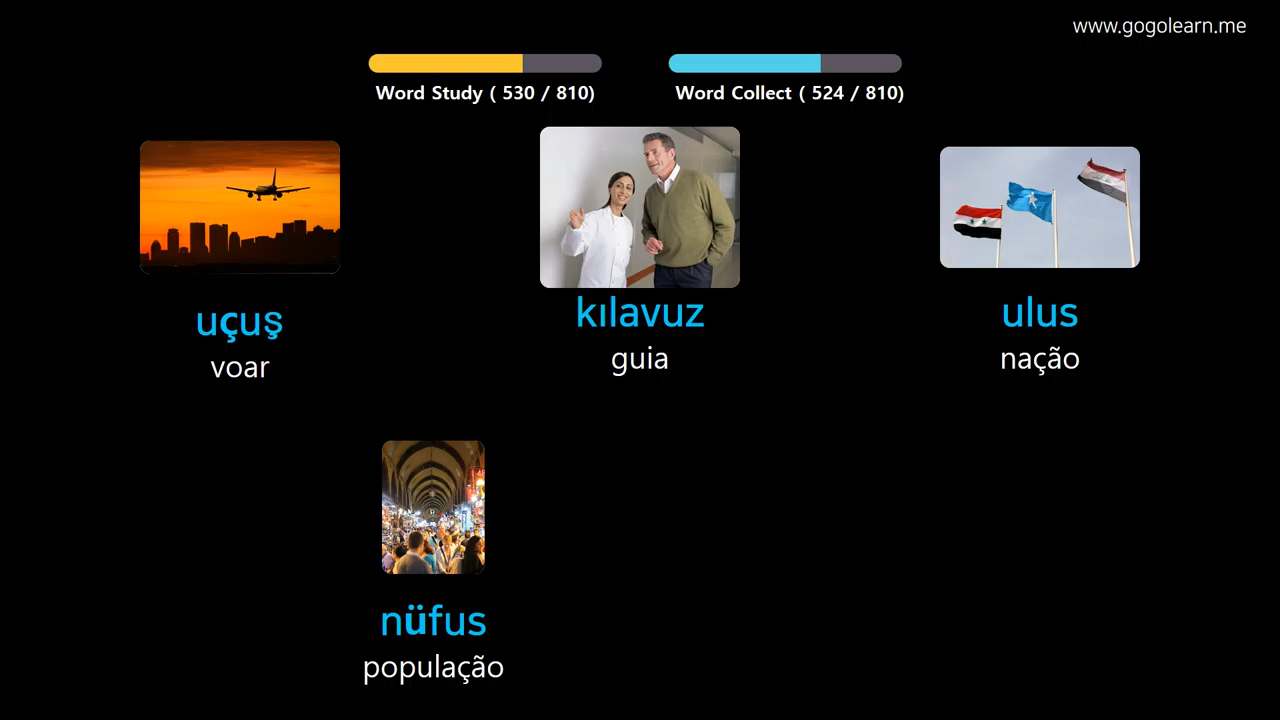 www.gogolearn.me
Word Study ( 530 / 810)
Word Collect ( 524 / 810)
uçuş
voar
kılavuz
guia
ulus
nação
nüfus
população